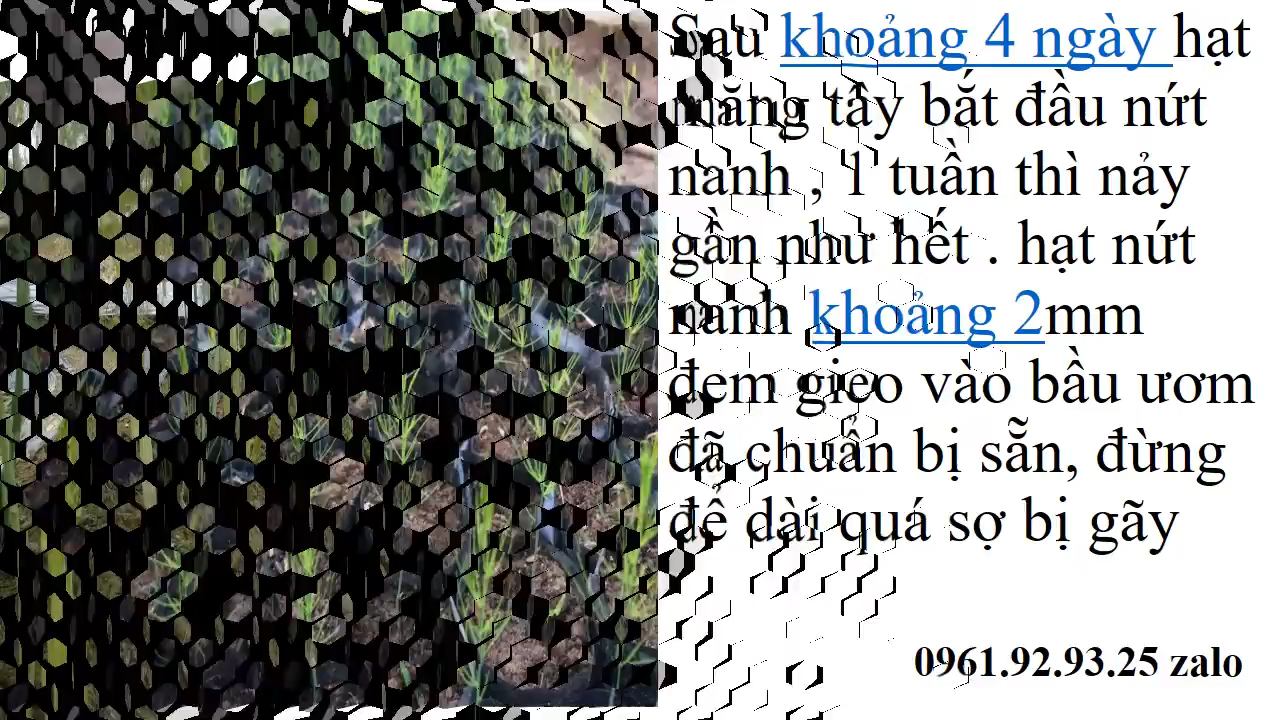 Sau khoảng 4 ngày hạt
măng tây bắt đầu nứt
nanh , 1 tuần thì nảy
gần như hết . hạt nứt
nanh khoảng 2mm
đem gieo vào bầu ươm
đã chuẩn bị sẵn, đừng
để dài quá sợ bị gãy
0961.92.93.25 zalo